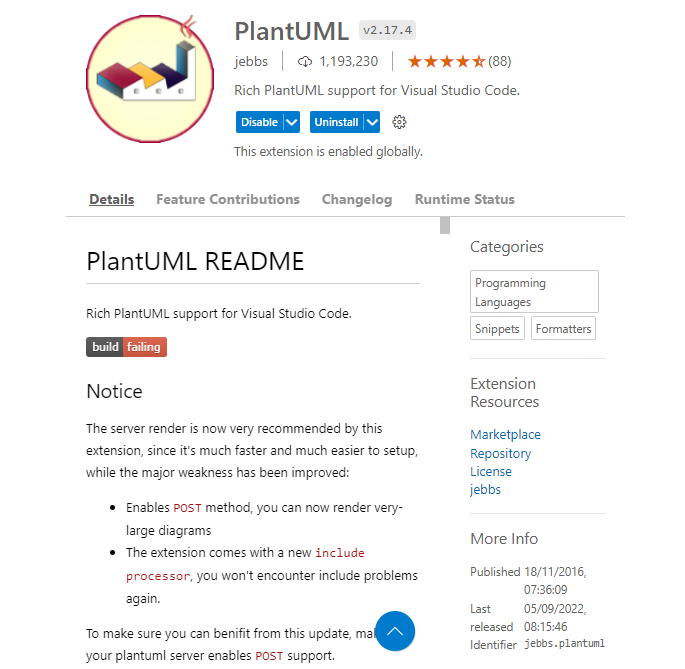 PlantUML v2.17.4
jebbs 1,193,230 (88)
Rich PlantUML support for Visual Studio Code.
Disable Uninstall
This extension is enabled globally.
Details Feature Contributions Changelog Runtime Status
PlantUML README
Rich PlantUML support for Visual Studio Code.
build failing
Notice
The server render is now very recommended by this
extension, since it's much faster and much easier to setup,
while the major weakness has been improved:
• Enables POST method, you can now render very-
large diagrams
• The extension comes with a new include
processor, you won't encounter include problems
again.
To make sure you can benifit from this update,
your plantuml server enables POST support.
Categories
Programming
Languages
Snippets Formatters
Extension
Resources
Marketplace
Repository
License
jebbs
More Info
Published 18/11/2016,
07:36:09
Last 05/09/2022,
released 08:15:46
Identifier jebbs.plantuml